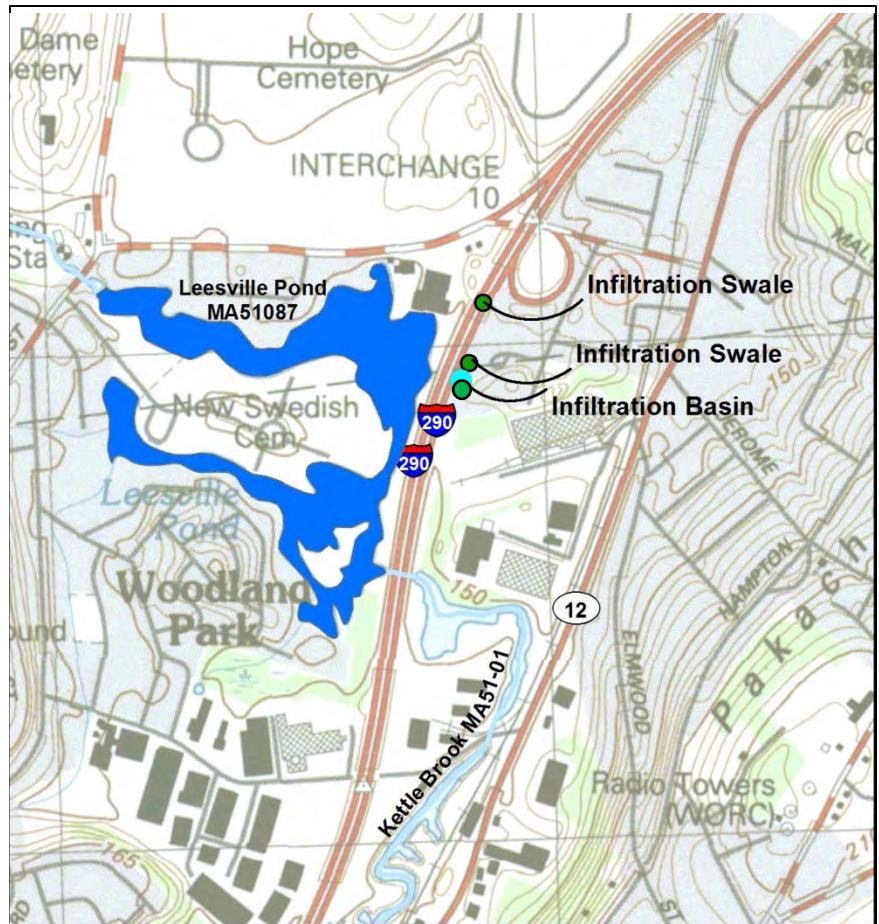 Dame
Hope
Cemetery
INTERCHANGE
10
Sta
Leesville Pond
MA51087
Infiltration Swale
Infiltration Swale
Infiltration Basin
150
New Swedish
Cem
290
290
Leesville
Pond
JEROME
HAMPTON
Woodland
Park
150
12
ELMWOOD
Pakach
Kettle Brook MA51-01
Radio Towers
(WORC)
165